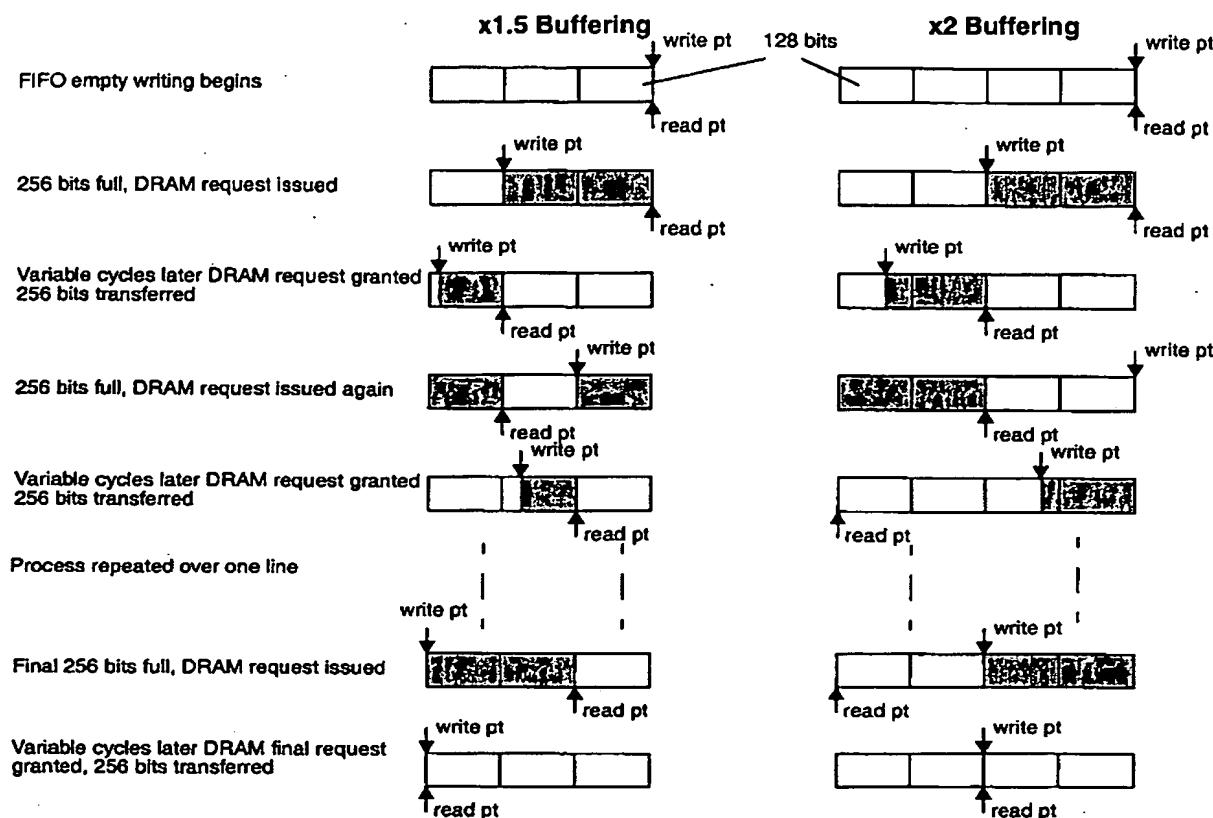 x1.5 Buffering
x2 Buffering
write pt
128 bits
write pt
FIFO empty writing begins
read pt
read pt
write pt
write pt
256 bits full, DRAM request issued
read pt
read pt
write pt
write pt
Variable cycles later DRAM request granted
256 bits transferred
read pt
read pt
write pt
write pt
256 bits full, DRAM request issued again
read pt
read pt
write pt
write pt
Variable cycles later DRAM request granted
256 bits transferred
read pt
read pt
Process repeated over one line
write pt
write pt
Final 256 bits full, DRAM request issued
read pt
read pt
write pt
write pt
Variable cycles later DRAM final request
granted, 256 bits transferred
read pt
read pt